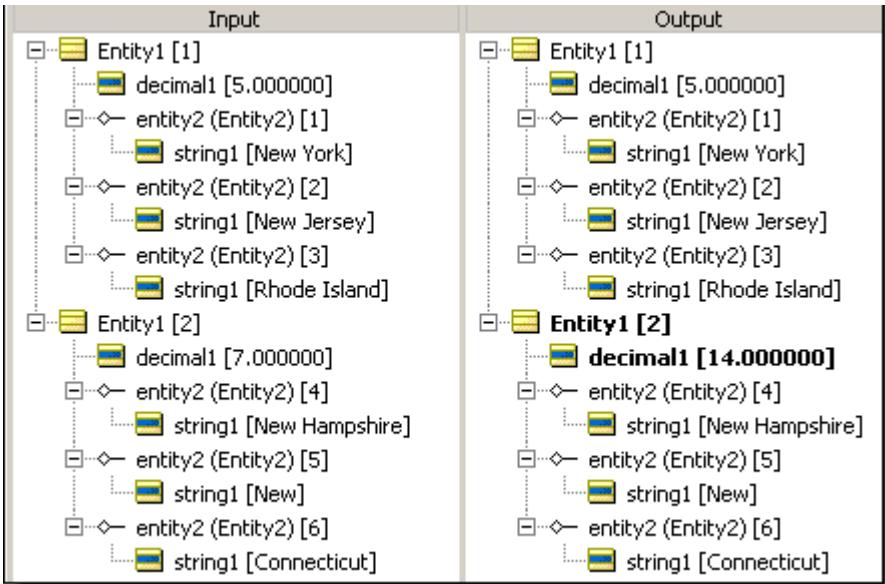 Input
Entity1 [1]
decimal1 [5.000000]
entity2 (Entity2) [1]
string1 [New York]
entity2 (Entity2) [2]
string1 [New Jersey]
entity2 (Entity2) [3]
string1 [Rhode Island]
Entity1 [2]
decimal1 [7.000000]
entity2 (Entity2) [4]
string1 [New Hampshire]
entity2 (Entity2) [5]
string1 [New]
entity2 (Entity2) [6]
string1 [Connecticut]
Output
Entity1 [1]
decimal1 [5.000000]
entity2 (Entity2) [1]
string1 [New York]
entity2 (Entity2) [2]
string1 [New Jersey]
entity2 (Entity2) [3]
string1 [Rhode Island]
Entity1 [2]
decimal1 [14.000000]
entity2 (Entity2) [4]
string1 [New Hampshire]
entity2 (Entity2) [5]
string1 [New]
entity2 (Entity2) [6]
string1 [Connecticut]